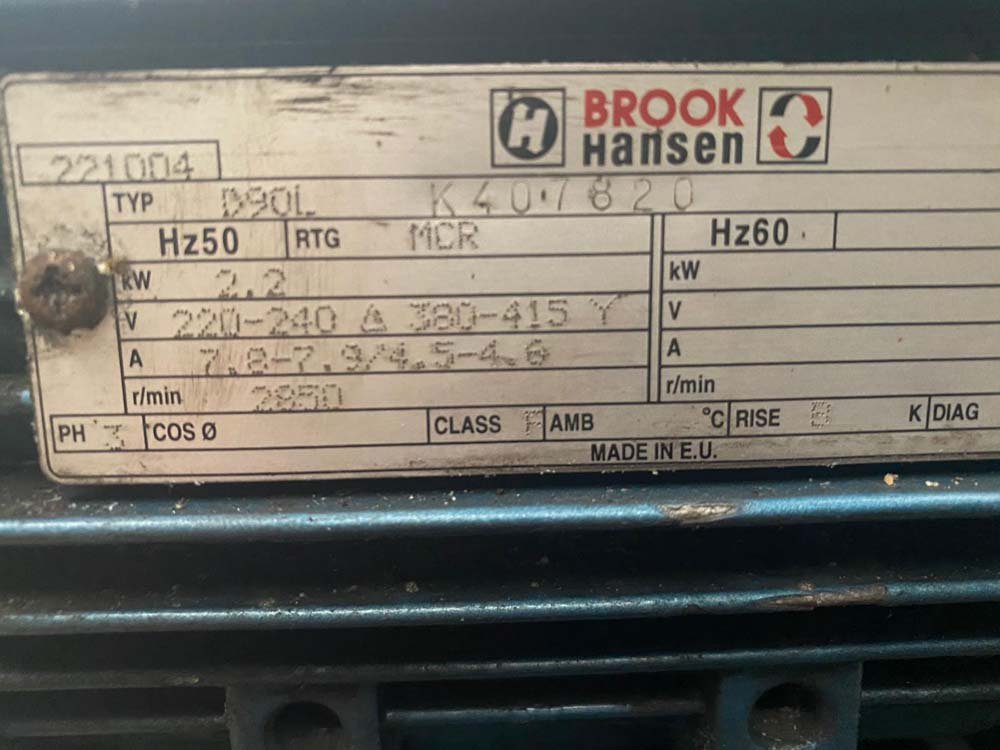 H BROOK Hansen
221004
TYP D90L K407820
Hz50 RTG MCR Hz60
kW 2.2 kW
V 220-240 Δ 380-415 Y V
A 7.8-7.9/4.5-4.6 A
r/min 2850 r/min
PH 3 COS Ø CLASS F AMB °C RISE B K DIAG
MADE IN E.U.